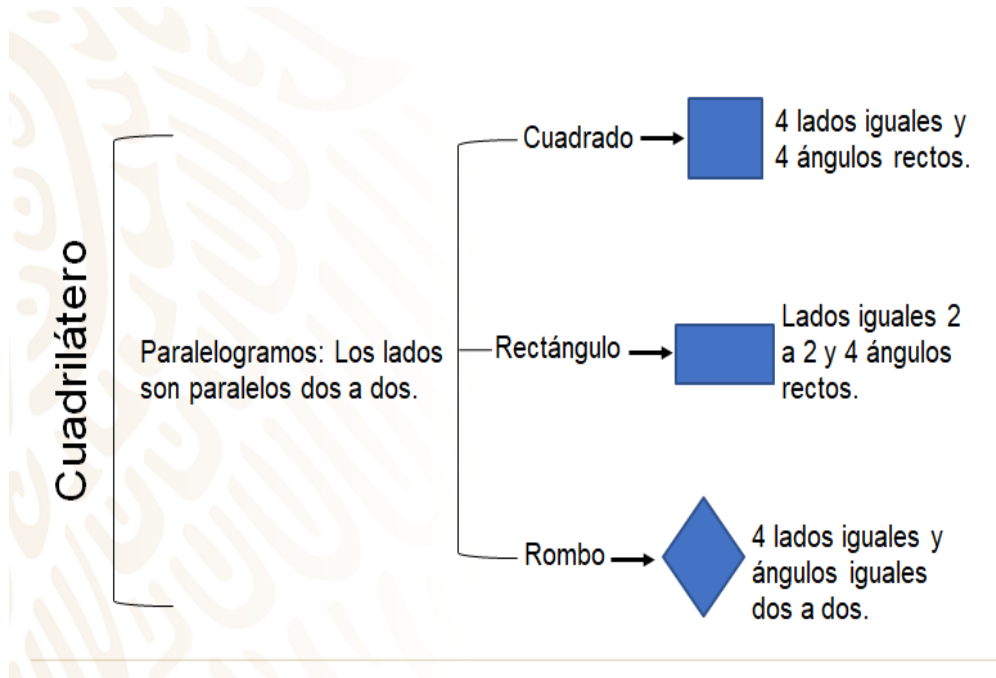 Cuadrilátero
Paralelogramos: Los lados
son paralelos dos a dos.
Cuadrado
4 lados iguales y
4 ángulos rectos.
Rectángulo
Lados iguales 2
a 2 y 4 ángulos
rectos.
Rombo
4 lados iguales y
ángulos iguales
dos a dos.